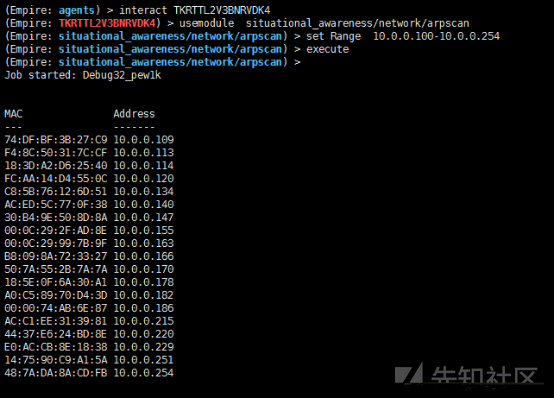 (Empire: agents) > interact TKRTTL2V3BNRVDK4
(Empire: TKRTTL2V3BNRVDK4) > usemodule  situational_awareness/network/arpscan
(Empire: situational_awareness/network/arpscan) > set Range  10.0.0.100-10.0.0.254
(Empire: situational_awareness/network/arpscan) > execute
(Empire: situational_awareness/network/arpscan) >
Job started: Debug32_pew1k
MAC               Address
---               -------
74:DF:BF:3B:27:C9 10.0.0.109
F4:8C:50:31:7C:CF 10.0.0.113
18:3D:A2:D6:25:40 10.0.0.114
FC:AA:14:D4:55:0C 10.0.0.120
C8:5B:76:12:6D:51 10.0.0.134
AC:ED:5C:77:0F:38 10.0.0.140
30:B4:9E:50:8D:8A 10.0.0.147
00:0C:29:2F:AD:8E 10.0.0.155
00:0C:29:99:7B:9F 10.0.0.163
B8:09:8A:72:33:27 10.0.0.166
50:7A:55:2B:7A:7A 10.0.0.170
18:5E:0F:6A:30:A1 10.0.0.178
A0:C5:89:70:D4:3D 10.0.0.182
00:00:74:AB:6E:87 10.0.0.186
AC:C1:EE:31:39:81 10.0.0.215
44:37:E6:24:BD:8E 10.0.0.220
E0:AC:CB:8E:18:38 10.0.0.229
14:75:90:C9:A1:5A 10.0.0.251
48:7A:DA:8A:CD:FB 10.0.0.254
先知社区